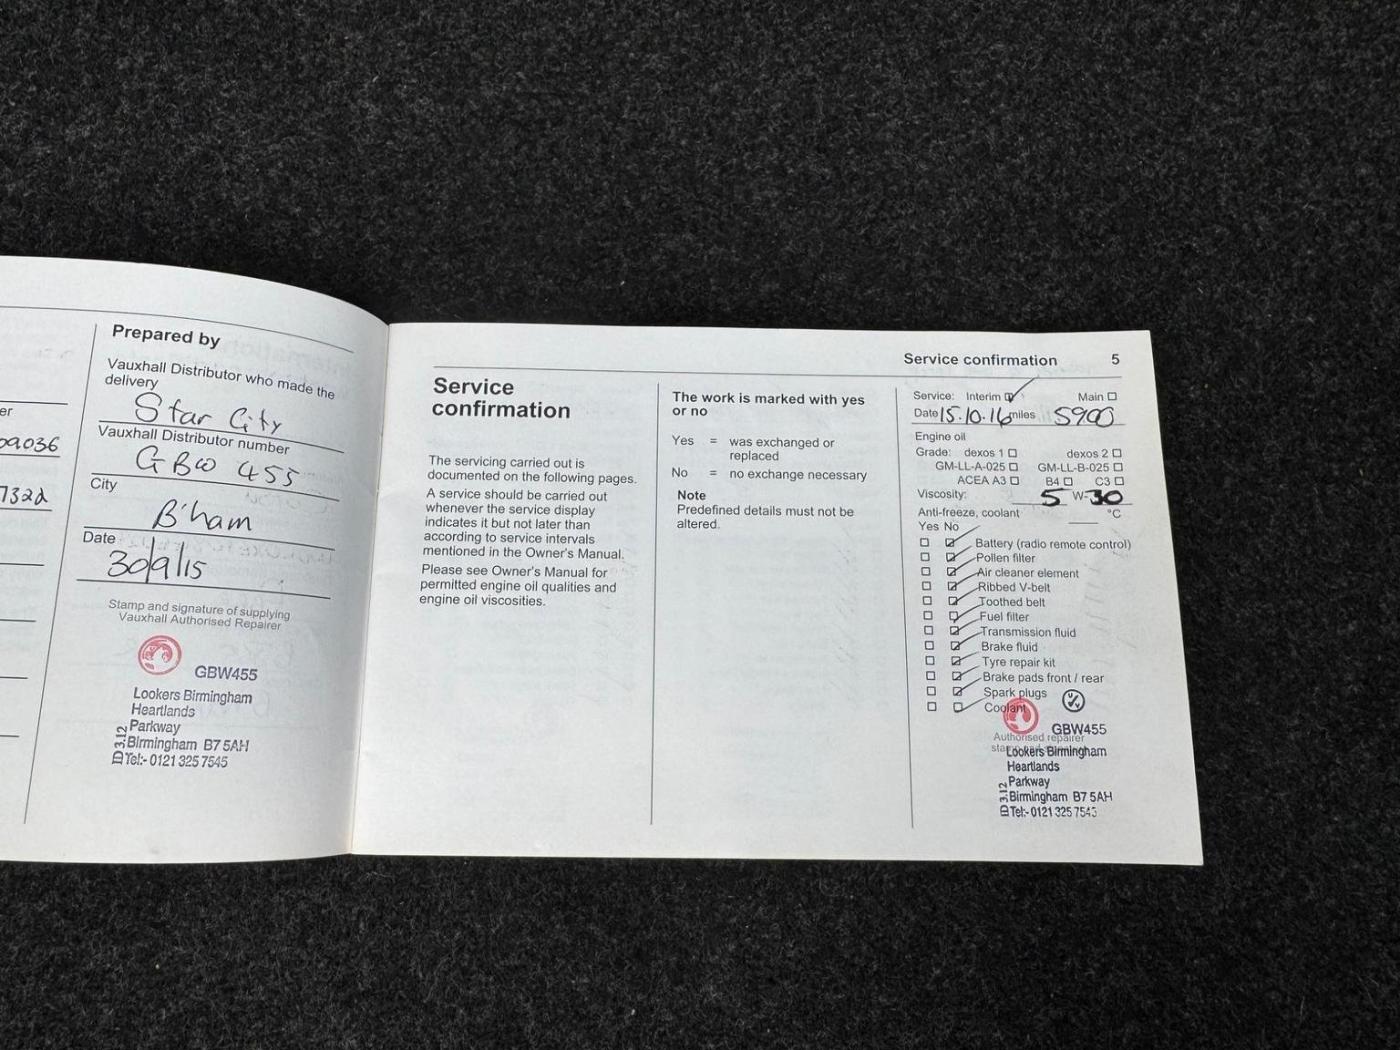 er
09036
7322
Prepared by
Vauxhall Distributor who made the
delivery
Star City
Vauxhall Distributor number
GBW 455
City
B'ham
Date
30/9/15
Stamp and signature of supplying
Vauxhall Authorised Repairer
GBW455
Lookers Birmingham
Heartlands
Parkway
Birmingham B7 5AH
Tel:- 0121 325 7545
3.12
Service confirmation 5
Service
confirmation
The servicing carried out is
documented on the following pages.
A service should be carried out
whenever the service display
indicates it but not later than
according to service intervals
mentioned in the Owner's Manual.
Please see Owner's Manual for
permitted engine oil qualities and
engine oil viscosities.
The work is marked with yes
or no
Yes = was exchanged or
replaced
No = no exchange necessary
Note
Predefined details must not be
altered.
Service: Interim Main
Date 15.10.16 miles 5900
Engine oil
Grade: dexos 1 dexos 2
GM-LL-A-025 GM-LL-B-025
ACEA A3 B4 C3
Viscosity: 5 W-30
Anti-freeze, coolant °C
Yes No
Battery (radio remote control)
Pollen filter
Air cleaner element
Ribbed V-belt
Toothed belt
Fuel filter
Transmission fluid
Brake fluid
Tyre repair kit
Brake pads front / rear
Spark plugs
Coolant
GBW455
Authorised repairer
Lookers Birmingham
Heartlands
Parkway
Birmingham B7 5AH
Tel:- 0121 325 7545
3.12